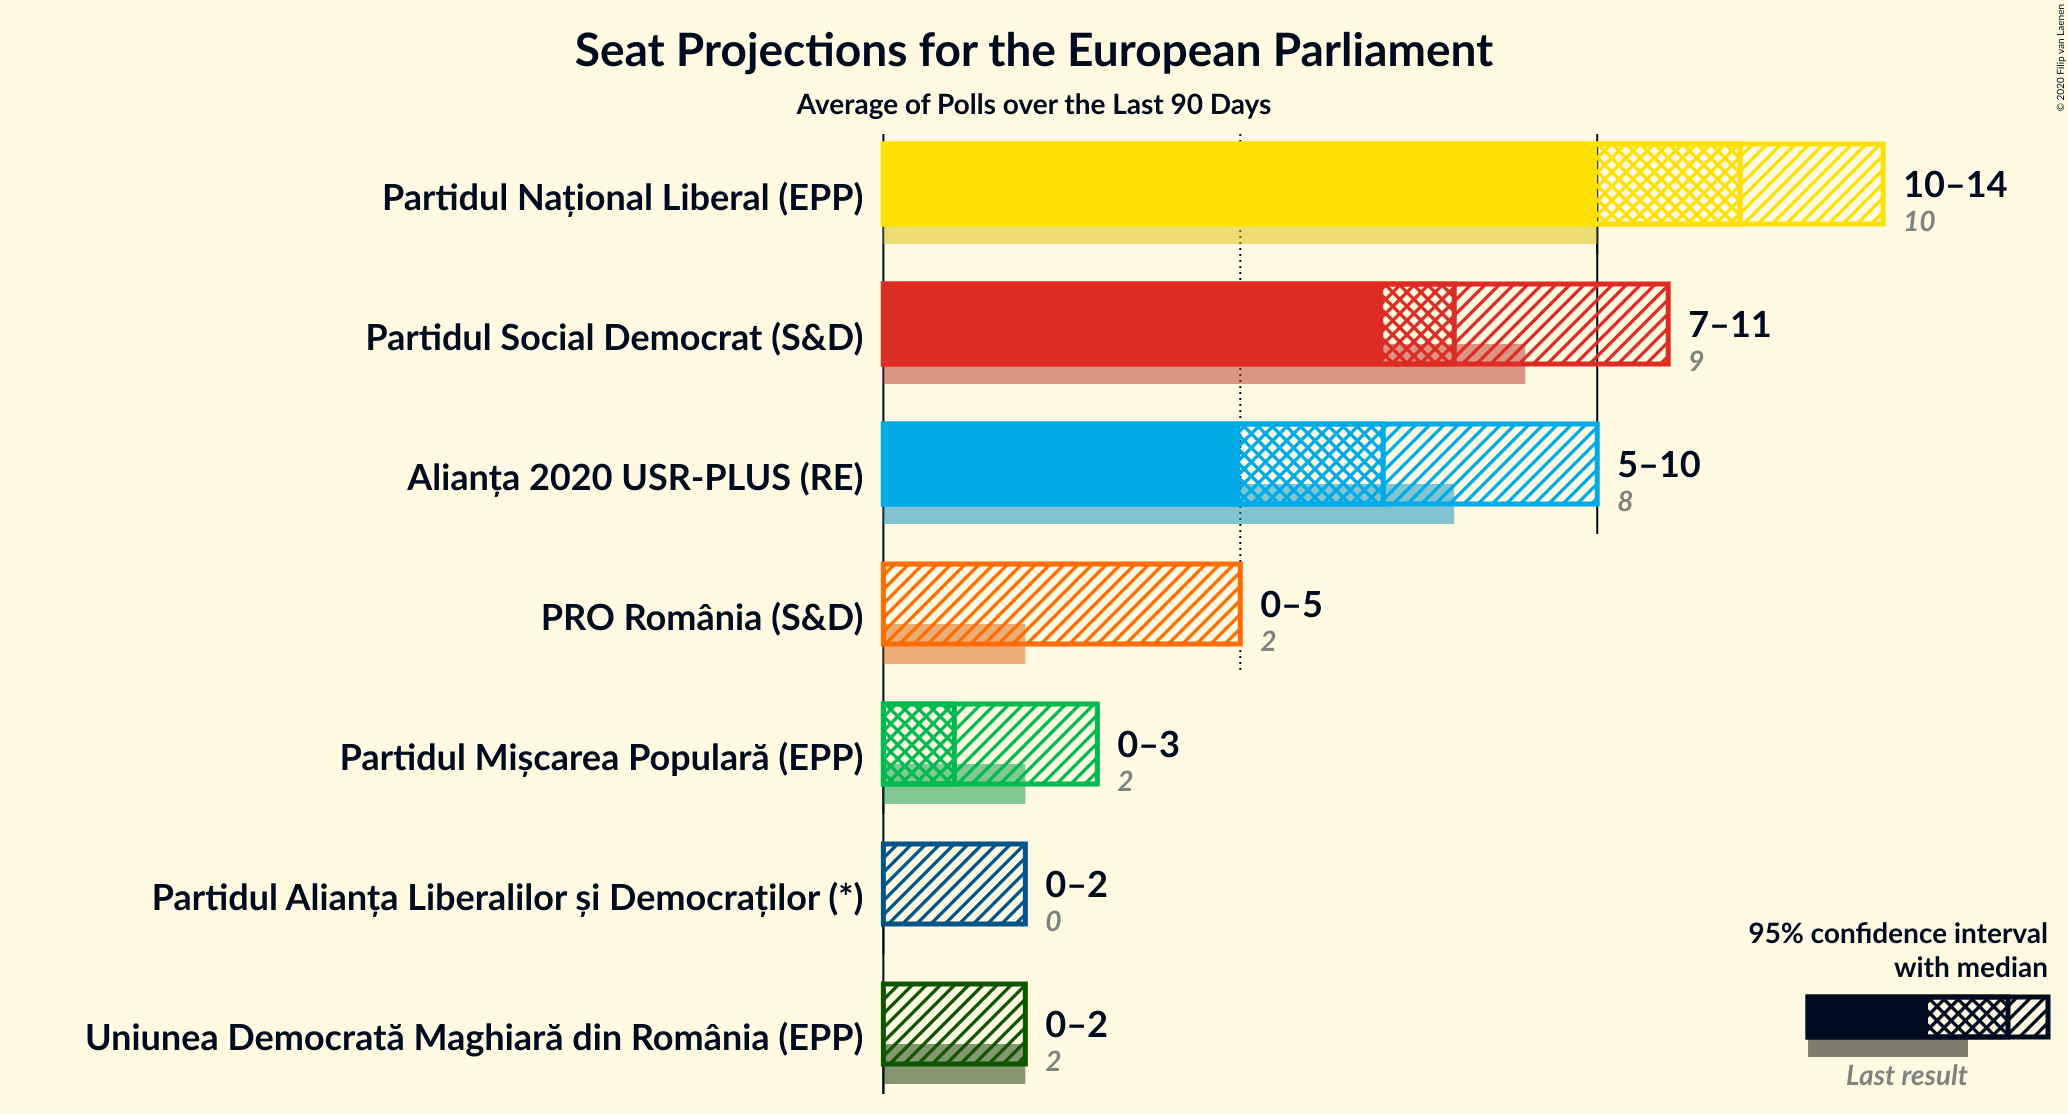 Seat Projections for the European Parliament
Average of Polls over the Last 90 Days
© 2020 Filip van Laenen
Partidul Național Liberal (EPP)
10–14
10
Partidul Social Democrat (S&D)
7–11
9
Alianța 2020 USR-PLUS (RE)
5–10
8
PRO România (S&D)
0–5
2
Partidul Mișcarea Populară (EPP)
0–3
2
Partidul Alianța Liberalilor și Democraților (*)
0–2
0
Uniunea Democrată Maghiară din România (EPP)
0–2
2
95% confidence interval
with median
Last result